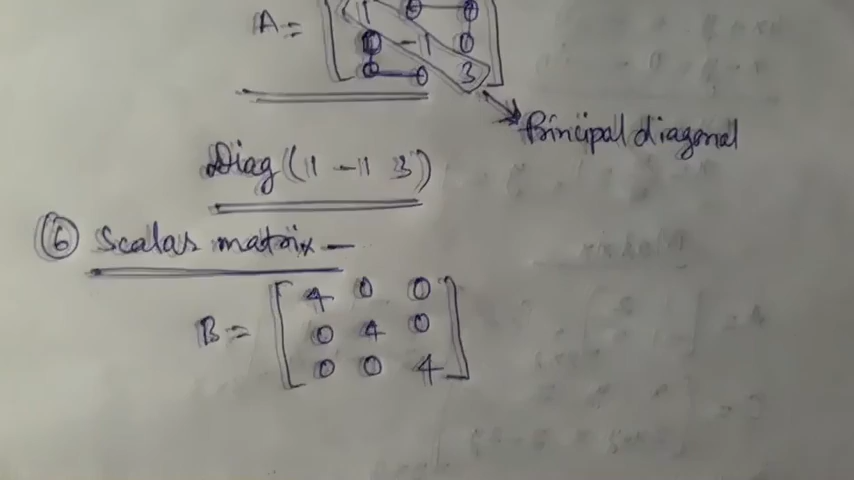 A = [ 1 0 0
0 -1 0
0 0 3 ]
Principal diagonal
Diag (1 -1 3)
6 Scalar matrix -
B = [ 4 0 0
0 4 0
0 0 4 ]